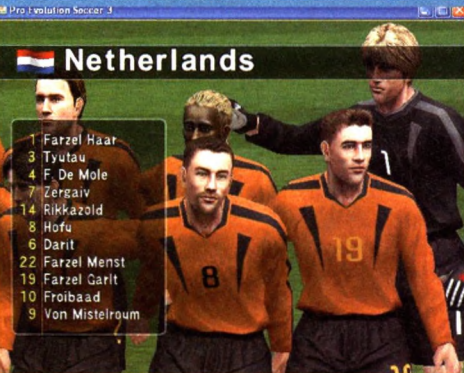 Pro Evolution Soccer 3
Netherlands
1 Farzel Haar
3 Tyutau
4 F. De Mole
7 Zergaiv
14 Rikkazold
8 Hofu
6 Darit
22 Farzel Menst
19 Farzel Garit
10 Froibaad
9 Von Mistelroum
1
8
19